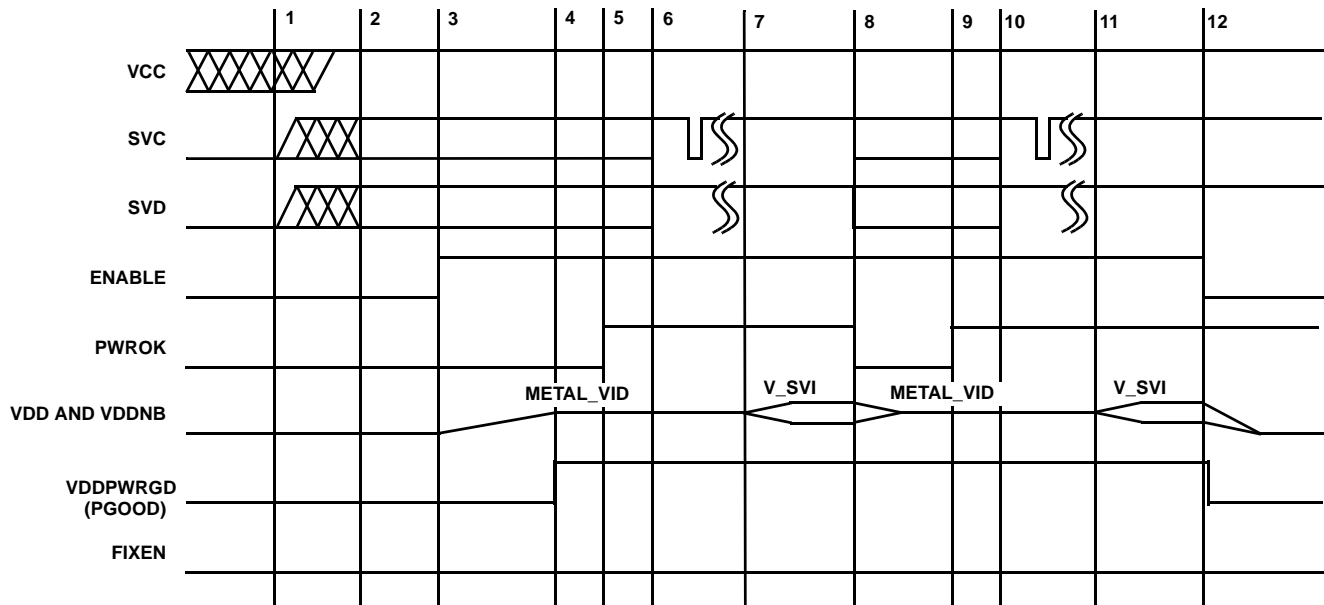 1 2 3 4 5 6 7 8 9 10 11 12
VCC
SVC
SVD
ENABLE
PWROK
METAL_VID V_SVI METAL_VID V_SVI
VDD AND VDDNB
VDDPWRGD
(PGOOD)
FIXEN